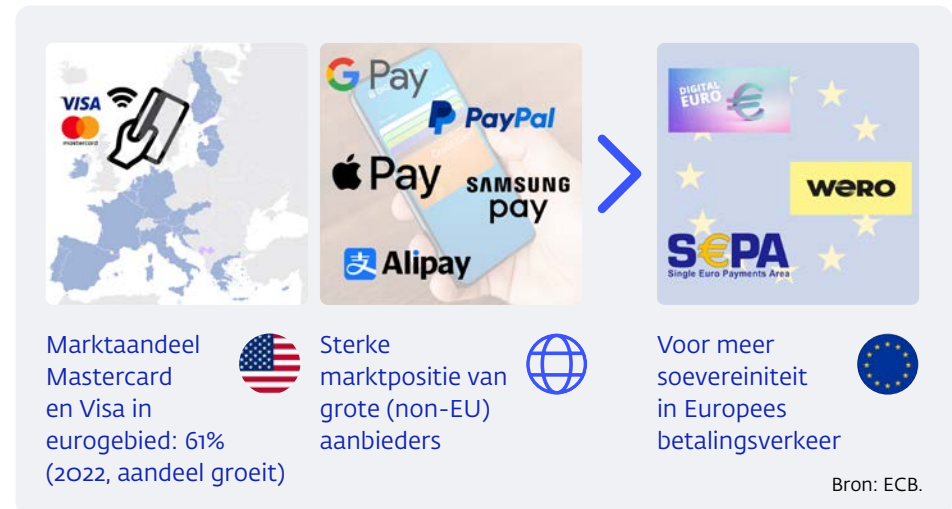 VISA
mastercard
G Pay
PayPal
Pay
SAMSUNG
pay
支 Alipay
DIGITAL
EURO €
wero
S€PA
Single Euro Payments Area
Marktaandeel
Mastercard
en Visa in
eurogebied: 61%
(2022, aandeel groeit)
Sterke
marktpositie van
grote (non-EU)
aanbieders
Voor meer
soevereiniteit
in Europees
betalingsverkeer
Bron: ECB.